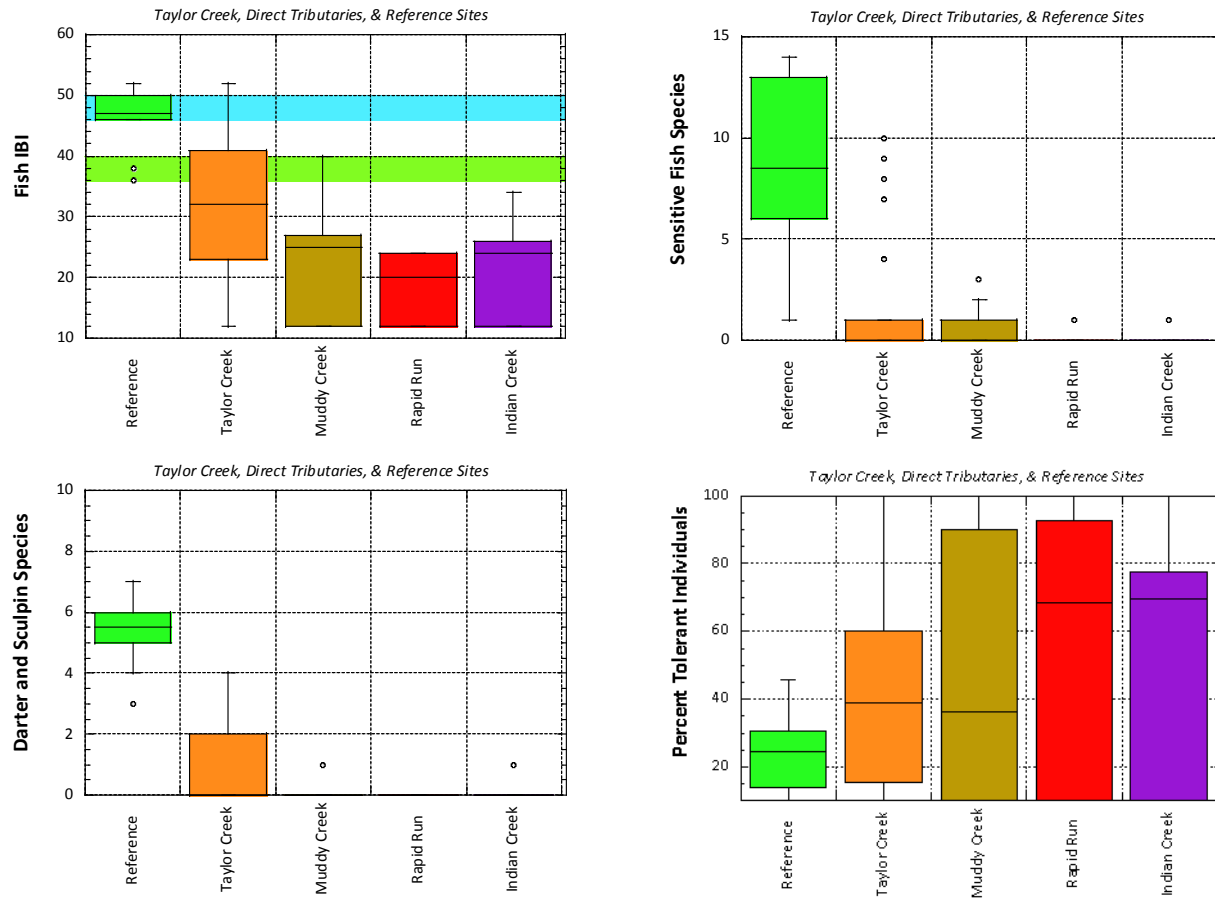 Taylor Creek, Direct Tributaries, & Reference Sites
Fish IBI
60
50
40
30
20
10
Reference
Taylor Creek
Muddy Creek
Rapid Run
Indian Creek
Taylor Creek, Direct Tributaries, & Reference Sites
Sensitive Fish Species
15
10
5
0
Reference
Taylor Creek
Muddy Creek
Rapid Run
Indian Creek
Taylor Creek, Direct Tributaries, & Reference Sites
Darter and Sculpin Species
10
8
6
4
2
0
Reference
Taylor Creek
Muddy Creek
Rapid Run
Indian Creek
Taylor Creek, Direct Tributaries, & Reference Sites
Percent Tolerant Individuals
100
80
60
40
20
Reference
Taylor Creek
Muddy Creek
Rapid Run
Indian Creek